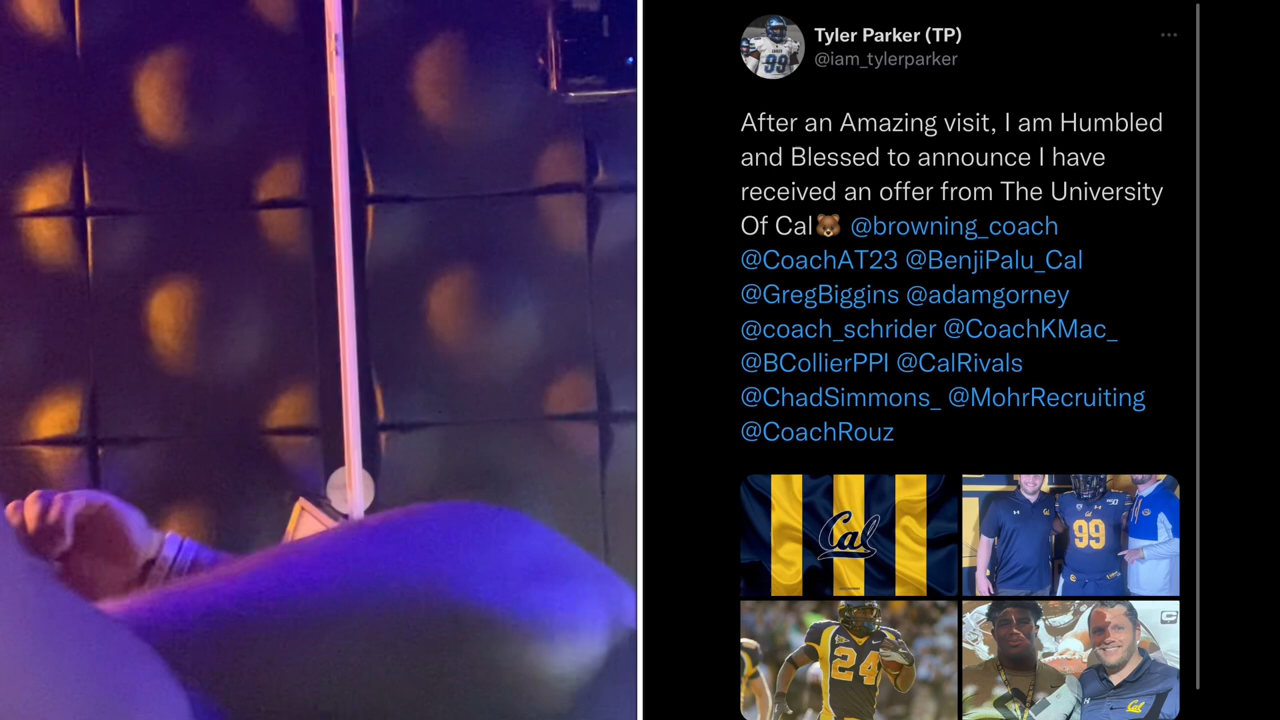 Tyler Parker (TP)
@iam_tylerparker
After an Amazing visit, I am Humbled
and Blessed to announce I have
received an offer from The University
Of Cal🐻 @browning_coach
@CoachAT23 @BenjiPalu_Cal
@GregBiggins @adamgorney
@coach_schrider @CoachKMac_
@BCollierPPI @CalRivals
@ChadSimmons_ @MohrRecruiting
@CoachRouz
Cal
99
24
Cal
99